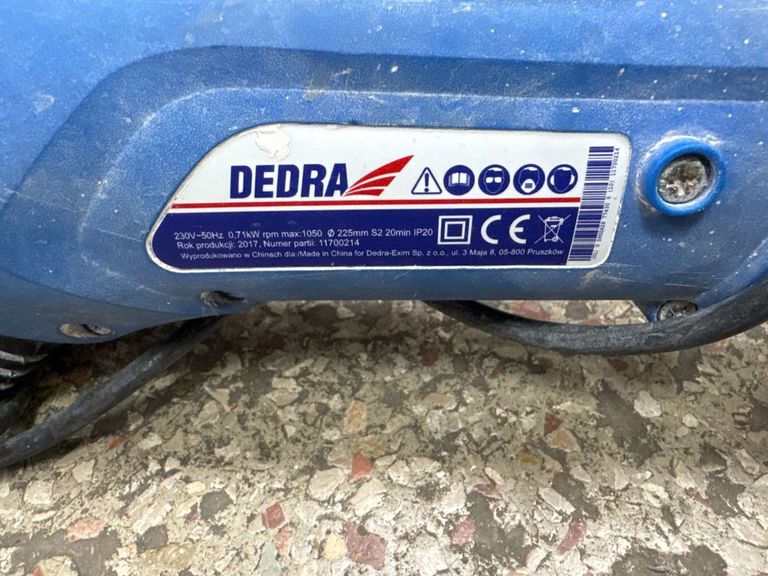 DEDRA
230V~50Hz 0,71kW rpm max:1050 Ø 225mm S2 20min IP20
Rok produkcji: 2017, Numer partii: 11700214
Wyprodukowano w Chinach dla:/Made in China for Dedra-Exim Sp. z o.o., ul. 3 Maja 8, 05-800 Pruszków
CE